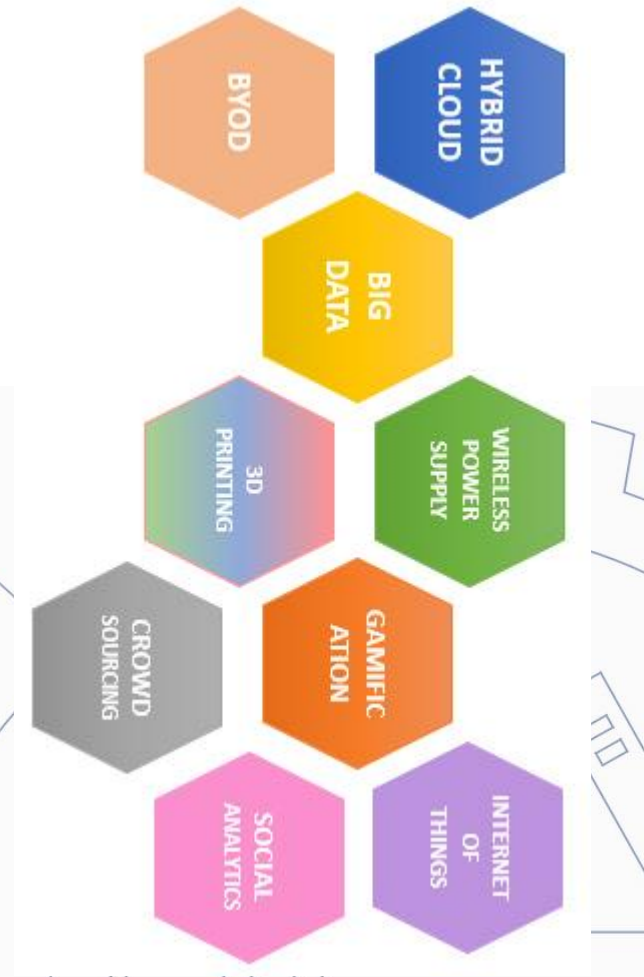 HYBRID
CLOUD
BYOD
BIG
DATA
WIRELESS
POWER
SUPPLY
3D
PRINTING
GAMIFIC
ATION
CROWD
SOURCING
INTERNET
OF
THINGS
SOCIAL
ANALYTICS